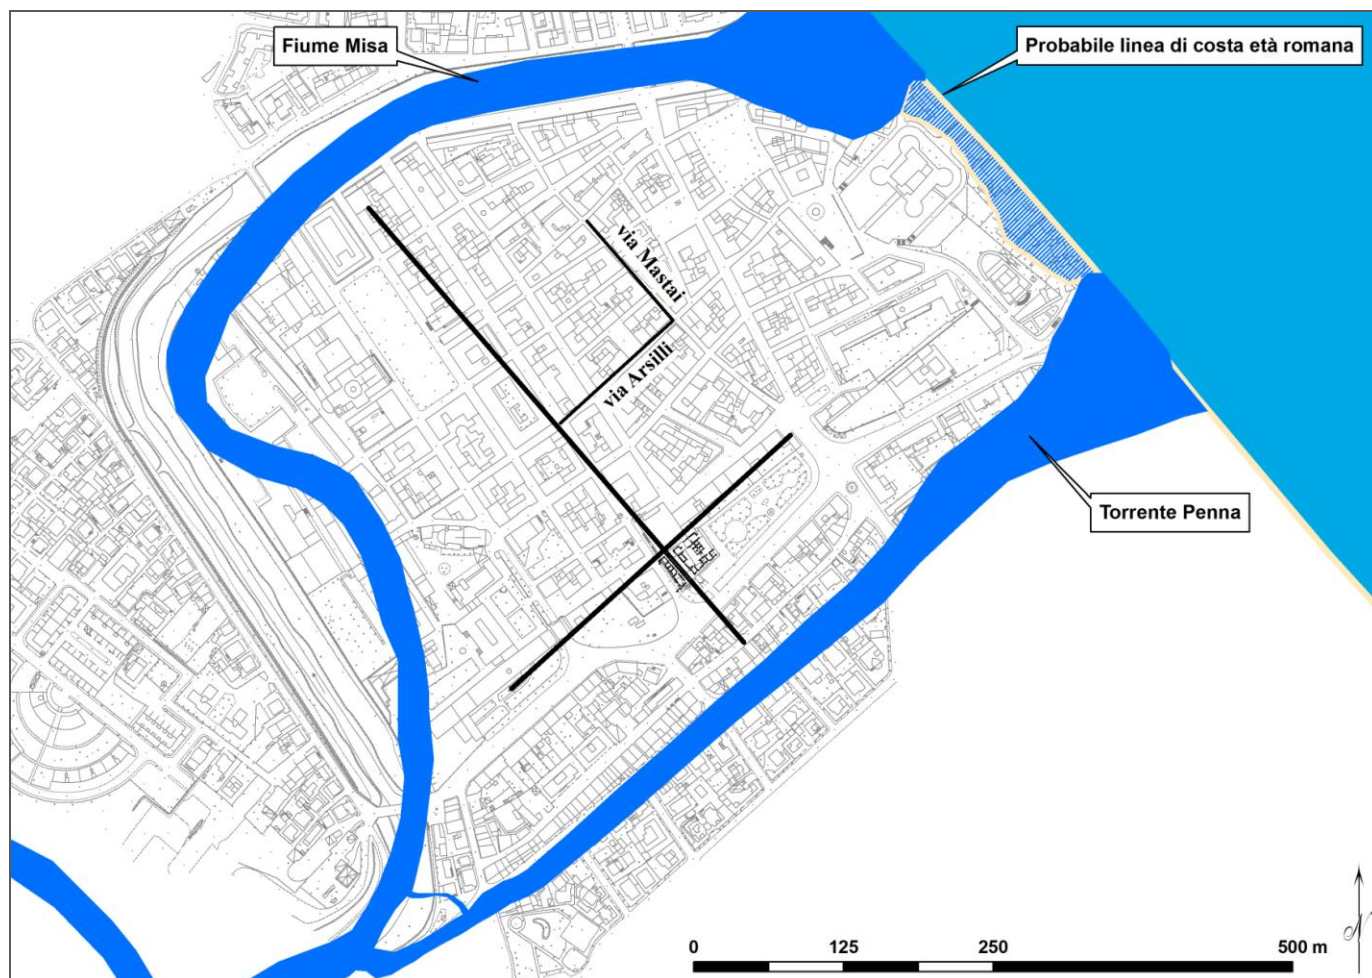 Fiume Misa
Probabile linea di costa età romana
via Mastai
via Arsilli
Torrente Penna
0 125 250 500 m
N